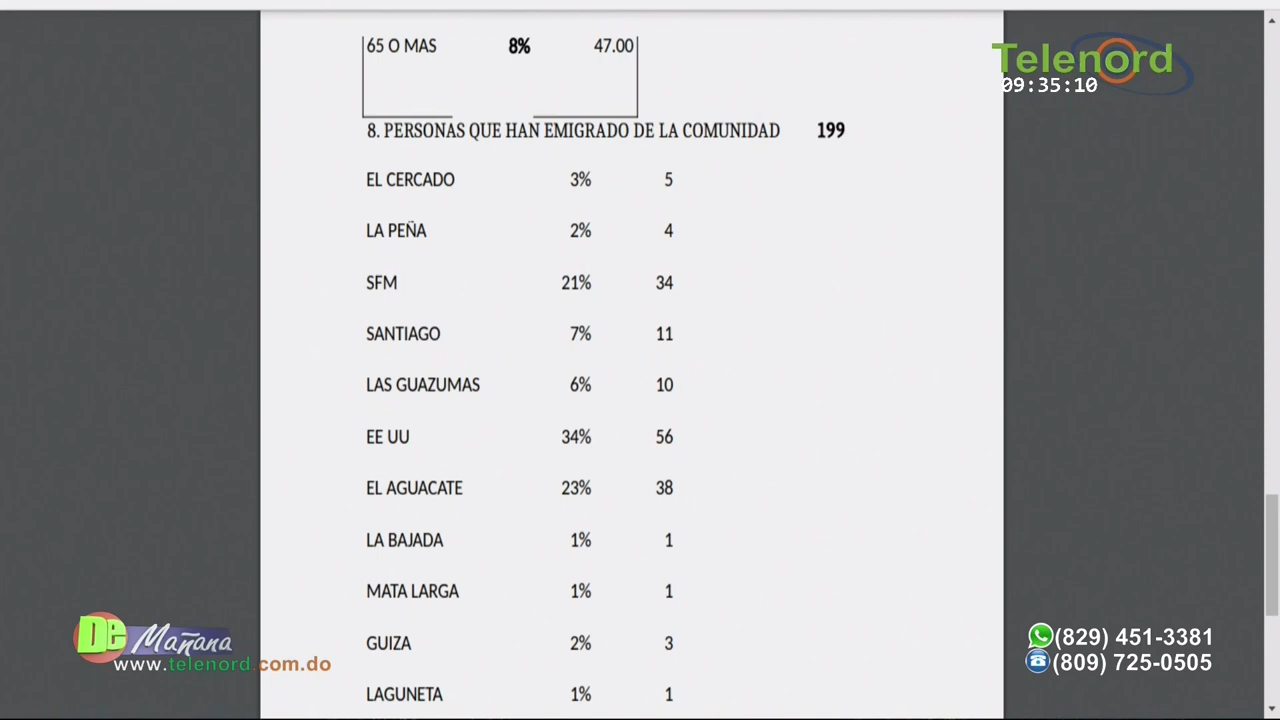 65 O MAS 8% 47.00
Telenord
09:35:10
8. PERSONAS QUE HAN EMIGRADO DE LA COMUNIDAD 199
EL CERCADO 3% 5
LA PEÑA 2% 4
SFM 21% 34
SANTIAGO 7% 11
LAS GUAZUMAS 6% 10
EE UU 34% 56
EL AGUACATE 23% 38
LA BAJADA 1% 1
MATA LARGA 1% 1
GUIZA 2% 3
LAGUNETA 1% 1
De Mañana
www.telenord.com.do
(829) 451-3381
(809) 725-0505